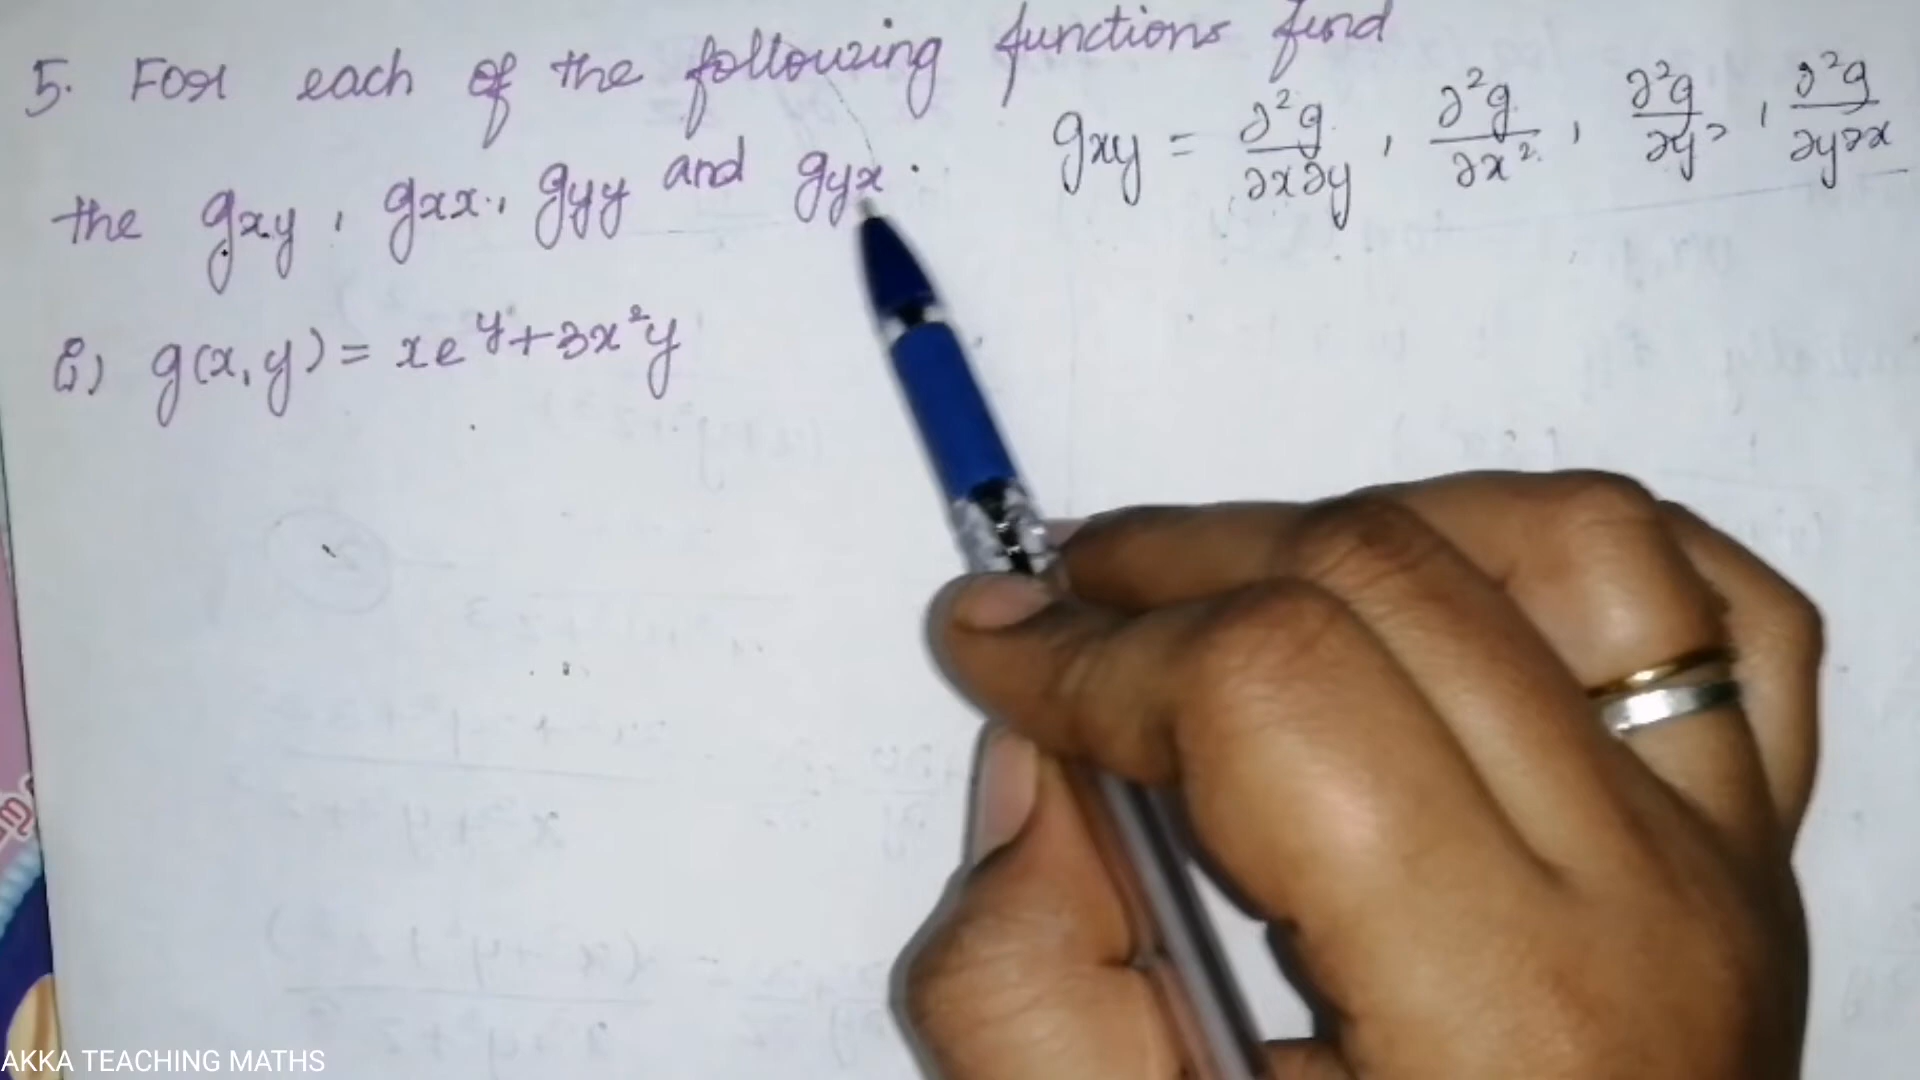 5. For each of the following functions find
the gxy, gxx, gyy and gyx.
gxy = ∂²g/∂x∂y, ∂²g/∂x², ∂²g/∂y², ∂²g/∂y∂x
i) g(x,y) = xe^y + 3x²y
AKKA TEACHING MATHS